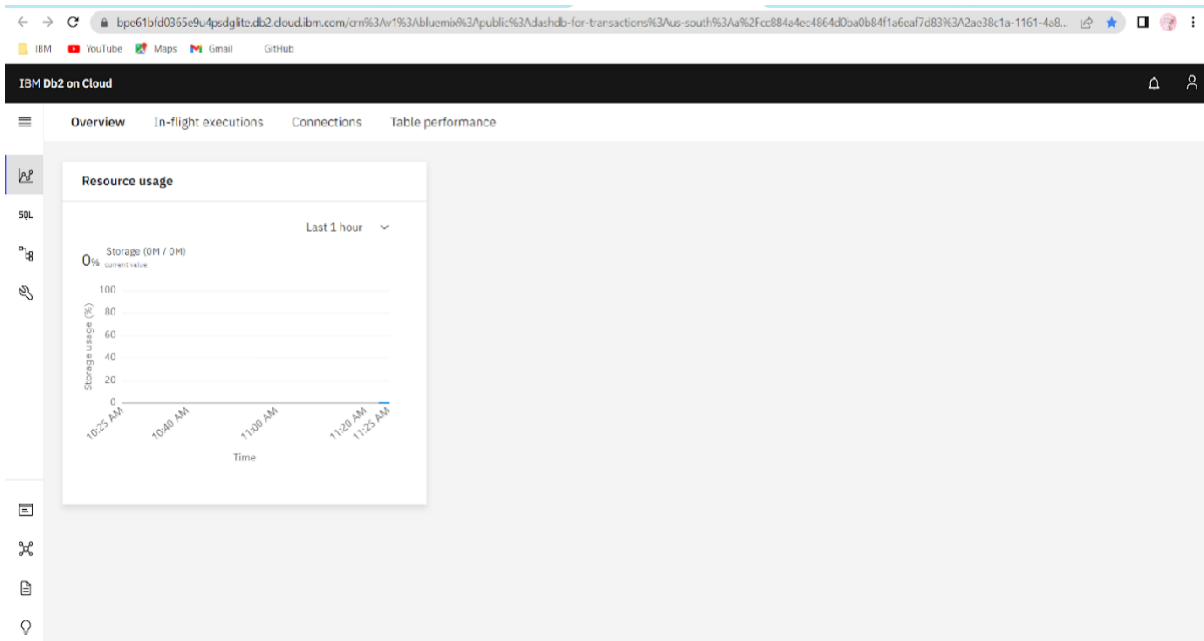 bpe61bfd0365e9u4psdglite.db2.cloud.ibm.com/crn%3Av1%3Abluemix%3Apublic%3Adashdb-for-transactions%3Aus-south%3Aa%2Fcc884a4ec4864d0ba0b84f1a6eaf7d83%3A2ae38c1a-1161-4a8...
IBM YouTube Maps Gmail GitHub
IBM Db2 on Cloud
Overview In-flight executions Connections Table performance
Resource usage
SQL
Last 1 hour
0% Storage (0M / 0M)
current value
100
80
60
40
20
0
Storage usage (%)
10:25 AM 10:40 AM 11:00 AM 11:20 AM 11:25 AM
Time